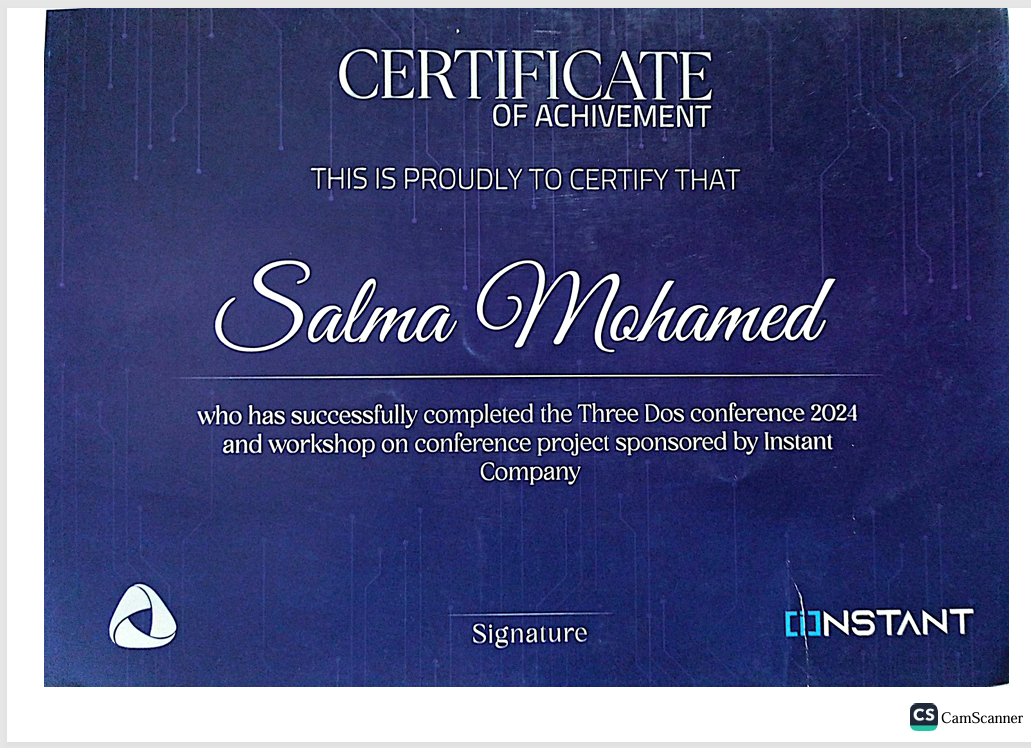 CERTIFICATE
OF ACHIVEMENT
THIS IS PROUDLY TO CERTIFY THAT
Salma Mohamed
who has successfully completed the Three Dos conference 2024
and workshop on conference project sponsored by Instant
Company
Signature
INSTANT
CS CamScanner